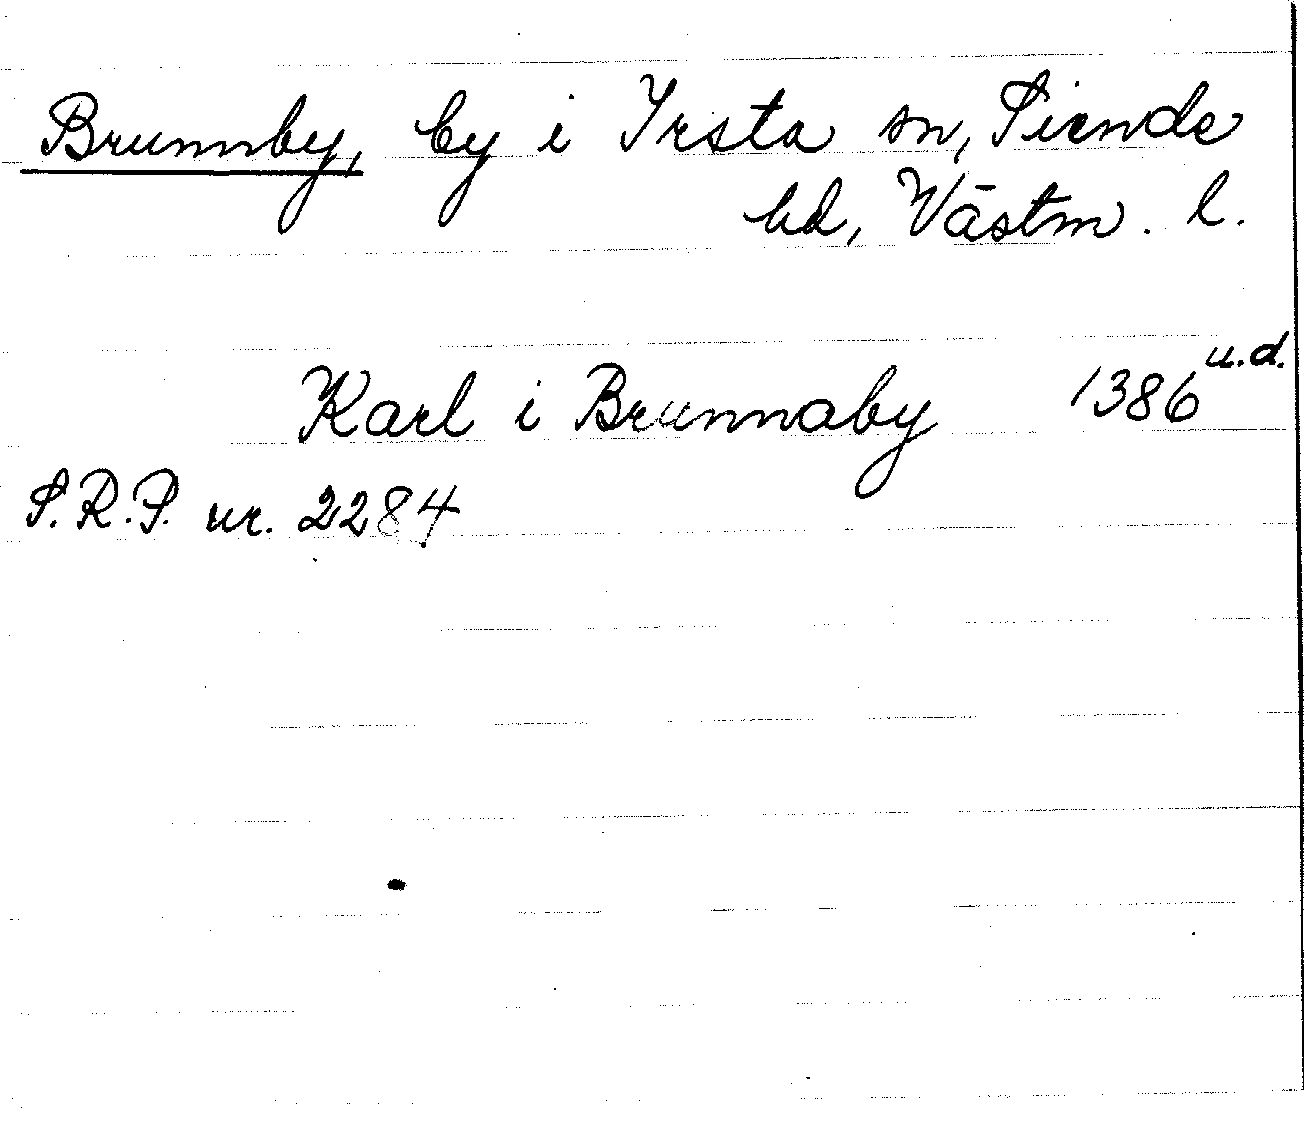 Brunnby, by i Irsta sn, Siende
hd, Västm. l.
Karl i Brunnaby 1386 u.d.
S.R.P. nr. 2284